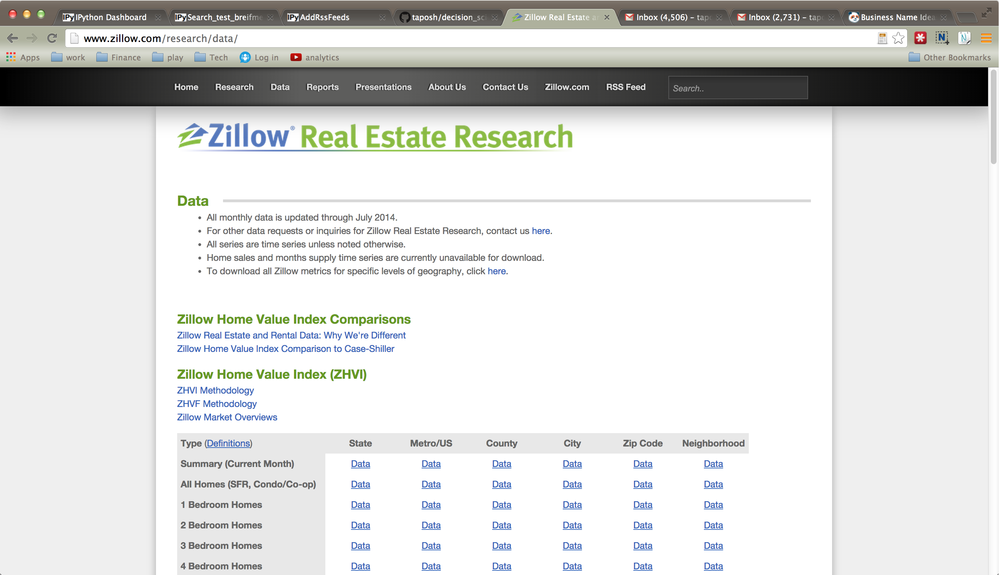 IPy IPython Dashboard
IPy Search_test_breifme
IPy AddRssFeeds
taposh/decision_sci
Zillow Real Estate
Inbox (4,506) – tapo
Inbox (2,731) – tapo
Business Name Idea
www.zillow.com/research/data/
Apps work Finance play Tech Log in analytics Other Bookmarks
Home Research Data Reports Presentations About Us Contact Us Zillow.com RSS Feed Search..
Zillow® Real Estate Research
Data
• All monthly data is updated through July 2014.
• For other data requests or inquiries for Zillow Real Estate Research, contact us here.
• All series are time series unless noted otherwise.
• Home sales and months supply time series are currently unavailable for download.
• To download all Zillow metrics for specific levels of geography, click here.
Zillow Home Value Index Comparisons
Zillow Real Estate and Rental Data: Why We're Different
Zillow Home Value Index Comparison to Case-Shiller
Zillow Home Value Index (ZHVI)
ZHVI Methodology
ZHVF Methodology
Zillow Market Overviews
Type (Definitions) State Metro/US County City Zip Code Neighborhood
Summary (Current Month) Data Data Data Data Data Data
All Homes (SFR, Condo/Co-op) Data Data Data Data Data Data
1 Bedroom Homes Data Data Data Data Data Data
2 Bedroom Homes Data Data Data Data Data Data
3 Bedroom Homes Data Data Data Data Data Data
4 Bedroom Homes Data Data Data Data Data Data